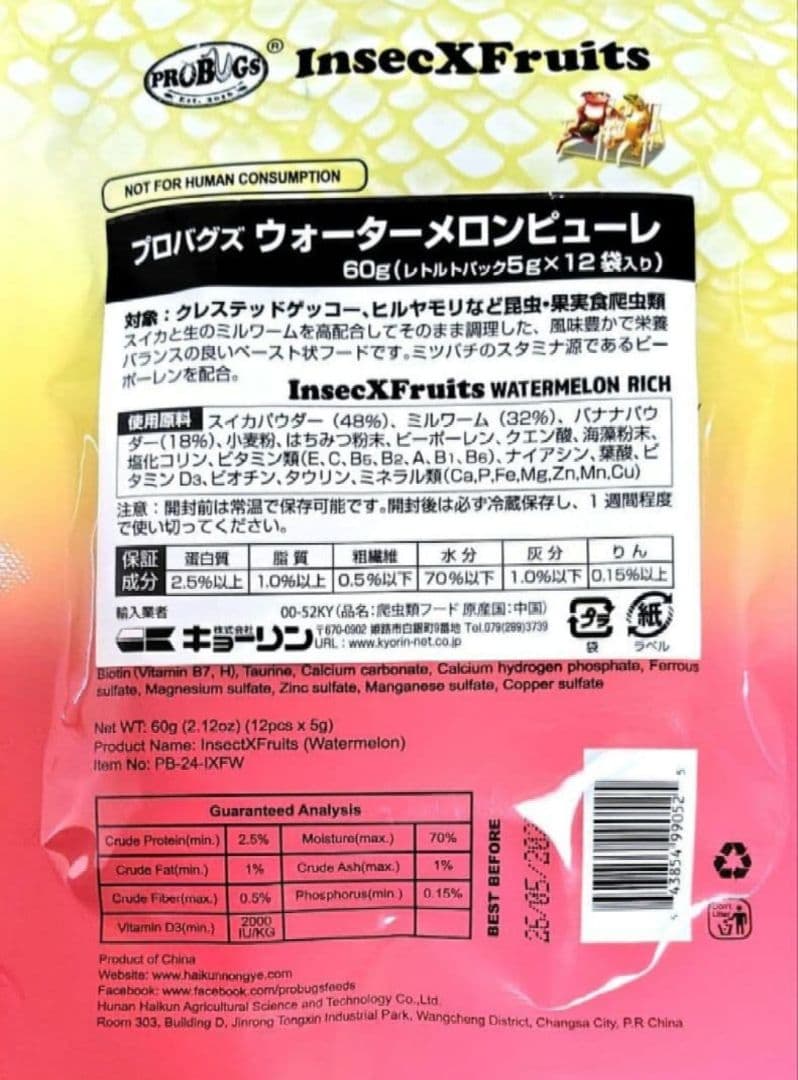 PROBUGS® InsecXFruits
NOT FOR HUMAN CONSUMPTION
プロバグズ ウォーターメロンピューレ
60g(レトルトパック5g×12袋入り)
対象：クレステッドゲッコー、ヒルヤモリなど昆虫・果実食爬虫類
スイカと生のミルワームを高配合してそのまま調理した、風味豊かで栄養
バランスの良いペースト状フードです。ミツバチのスタミナ源であるビー
ポーレンを配合。
InsecXFruits WATERMELON RICH
使用原料 スイカパウダー（48%）、ミルワーム（32%）、バナナパウ
ダー(18%)、小麦粉、はちみつ粉末、ビーポーレン、クエン酸、海藻粉末、
塩化コリン、ビタミン類(E、C、B5、B2、A、B1、B6)、ナイアシン、葉酸、ビ
タミン D3、ビオチン、タウリン、ミネラル類(Ca,P,Fe,Mg,Zn,Mn,Cu)
注意：開封前は常温で保存可能です。開封後は必ず冷蔵保存し、1週間程度
で使い切ってください。
保証成分 蛋白質 脂質 粗繊維 水分 灰分 りん
2.5%以上 1.0%以上 0.5%以下 70%以下 1.0%以下 0.15%以上
輸入業者 00-52KY（品名：爬虫類フード 原産国：中国）
株式会社キョーリン 〒670-0902 姫路市白銀町9番地 Tel.079(289)3739
URL：www.kyorin-net.co.jp
プラ 紙
袋 ラベル
Biotin (Vitamin B7, H), Taurine, Calcium carbonate, Calcium hydrogen phosphate, Ferrous
sulfate, Magnesium sulfate, Zinc sulfate, Manganese sulfate, Copper sulfate
Net WT: 60g (2.12oz) (12pcs x 5g)
Product Name: InsectXFruits (Watermelon)
Item No: PB-24-IXFW
Guaranteed Analysis
Crude Protein(min.) 2.5% Moisture(max.) 70%
Crude Fat(min.) 1% Crude Ash(max.) 1%
Crude Fiber(max.) 0.5% Phosphorus(min.) 0.15%
Vitamin D3(min.) 2000 IU/KG
BEST BEFORE
26/05/202
43854 99052 5
Product of China
Website: www.haikunnongye.com
Facebook: www.facebook.com/probugsfeeds
Hunan Haikun Agricultural Science and Technology Co.,Ltd.
Room 303, Building D, Jinrong Tongxin Industrial Park, Wangcheng District, Changsa City, P.R China